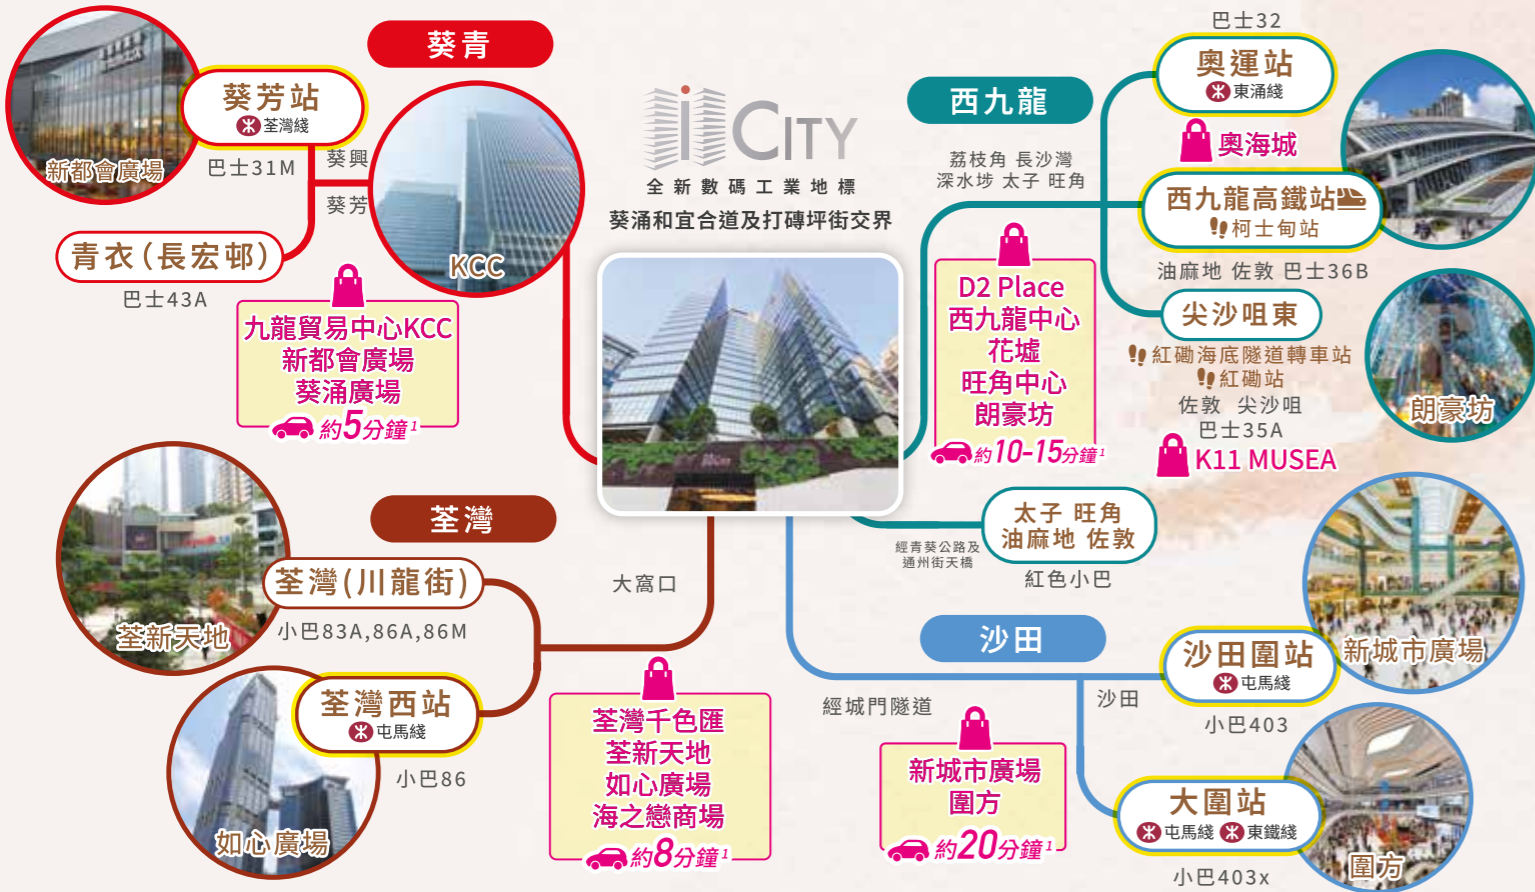 葵青
葵芳站
荃灣綫
新都會廣場
巴士31M
葵興
葵芳
KCC
青衣(長宏邨)
巴士43A
九龍貿易中心KCC
新都會廣場
葵涌廣場
約5分鐘1
iCITY
全新數碼工業地標
葵涌和宜合道及打磚坪街交界
西九龍
荔枝角 長沙灣
深水埗 太子 旺角
巴士32
奧運站
東涌綫
奧海城
西九龍高鐵站
柯士甸站
油麻地 佐敦 巴士36B
尖沙咀東
紅磡海底隧道轉車站
紅磡站
佐敦 尖沙咀
巴士35A
K11 MUSEA
朗豪坊
D2 Place
西九龍中心
花墟
旺角中心
朗豪坊
約10-15分鐘1
太子 旺角
油麻地 佐敦
經青葵公路及
通州街天橋
紅色小巴
荃灣
荃灣(川龍街)
荃新天地
小巴83A,86A,86M
大窩口
荃灣西站
屯馬綫
小巴86
如心廣場
荃灣千色匯
荃新天地
如心廣場
海之戀商場
約8分鐘1
沙田
經城門隧道
沙田
沙田圍站
屯馬綫
小巴403
新城市廣場
新城市廣場
圍方
約20分鐘1
大圍站
屯馬綫 東鐵綫
小巴403x
圍方